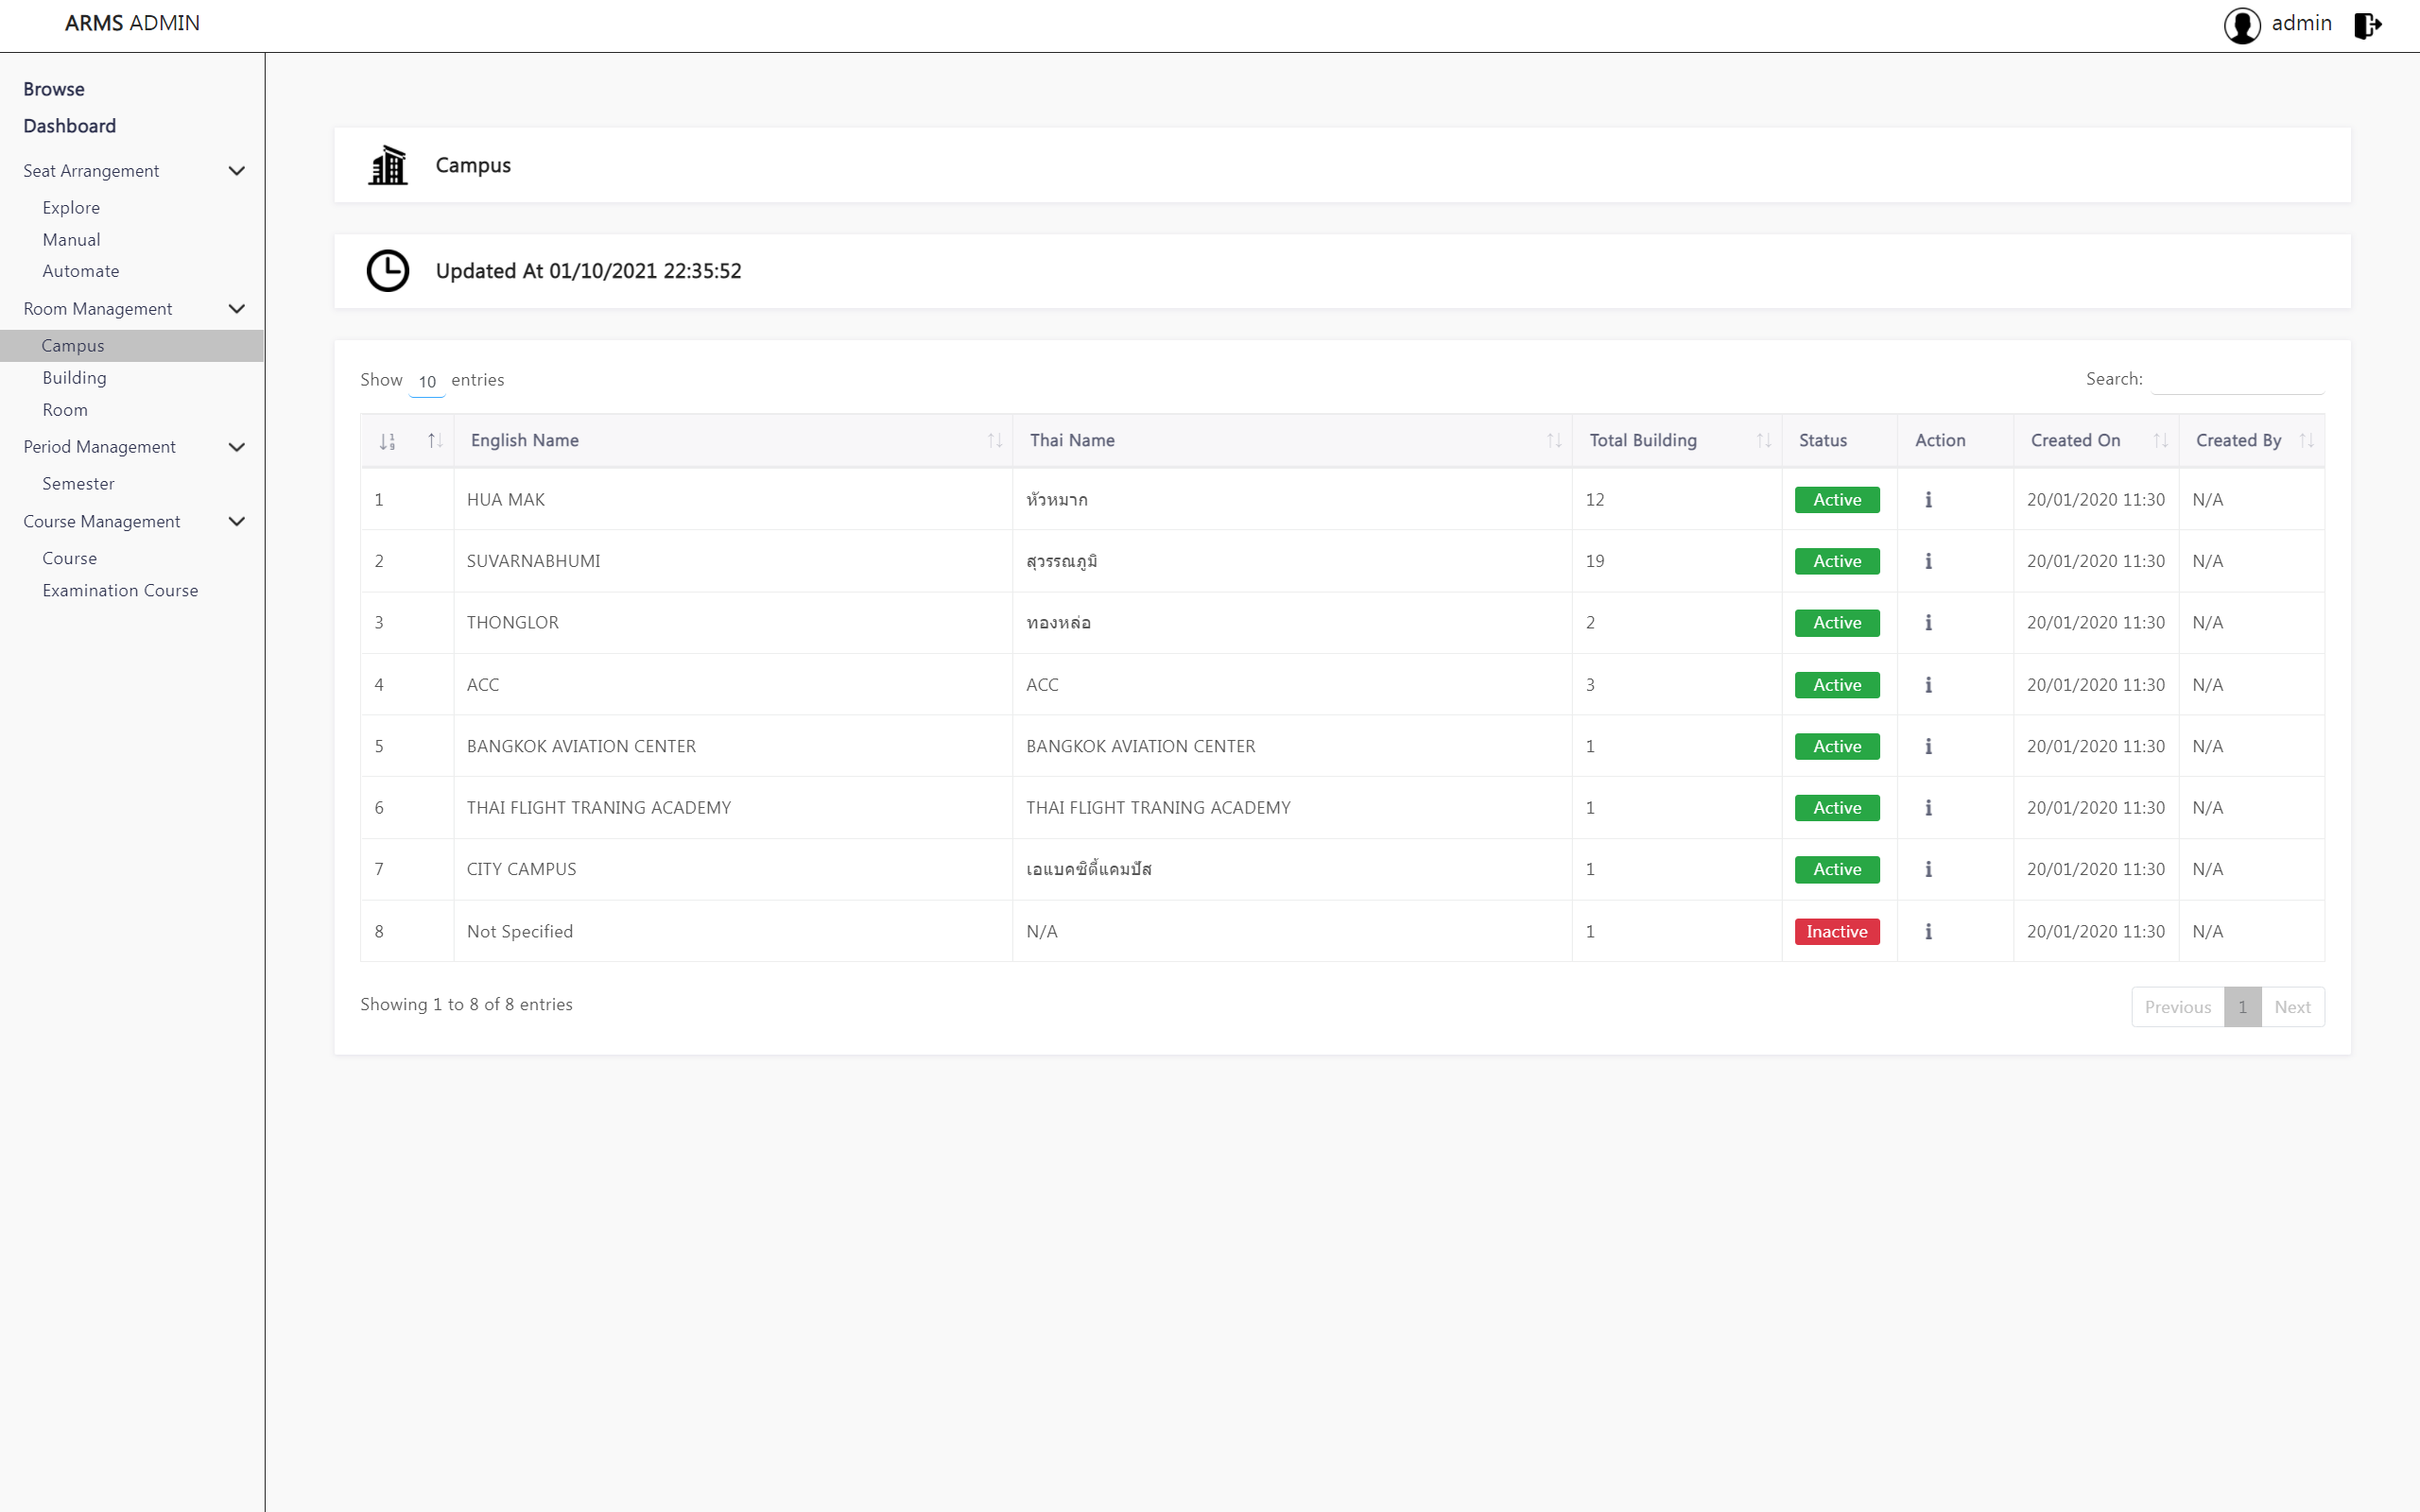 ARMS ADMIN
admin
Browse
Dashboard
Seat Arrangement
Explore
Manual
Automate
Room Management
Campus
Building
Room
Period Management
Semester
Course Management
Course
Examination Course
Campus
Updated At 01/10/2021 22:35:52
Show 10 entries
Search:
English Name Thai Name Total Building Status Action Created On Created By
1 HUA MAK หัวหมาก 12 Active 20/01/2020 11:30 N/A
2 SUVARNABHUMI สุวรรณภูมิ 19 Active 20/01/2020 11:30 N/A
3 THONGLOR ทองหล่อ 2 Active 20/01/2020 11:30 N/A
4 ACC ACC 3 Active 20/01/2020 11:30 N/A
5 BANGKOK AVIATION CENTER BANGKOK AVIATION CENTER 1 Active 20/01/2020 11:30 N/A
6 THAI FLIGHT TRANING ACADEMY THAI FLIGHT TRANING ACADEMY 1 Active 20/01/2020 11:30 N/A
7 CITY CAMPUS เอแบคซิตี้แคมปัส 1 Active 20/01/2020 11:30 N/A
8 Not Specified N/A 1 Inactive 20/01/2020 11:30 N/A
Showing 1 to 8 of 8 entries
Previous 1 Next